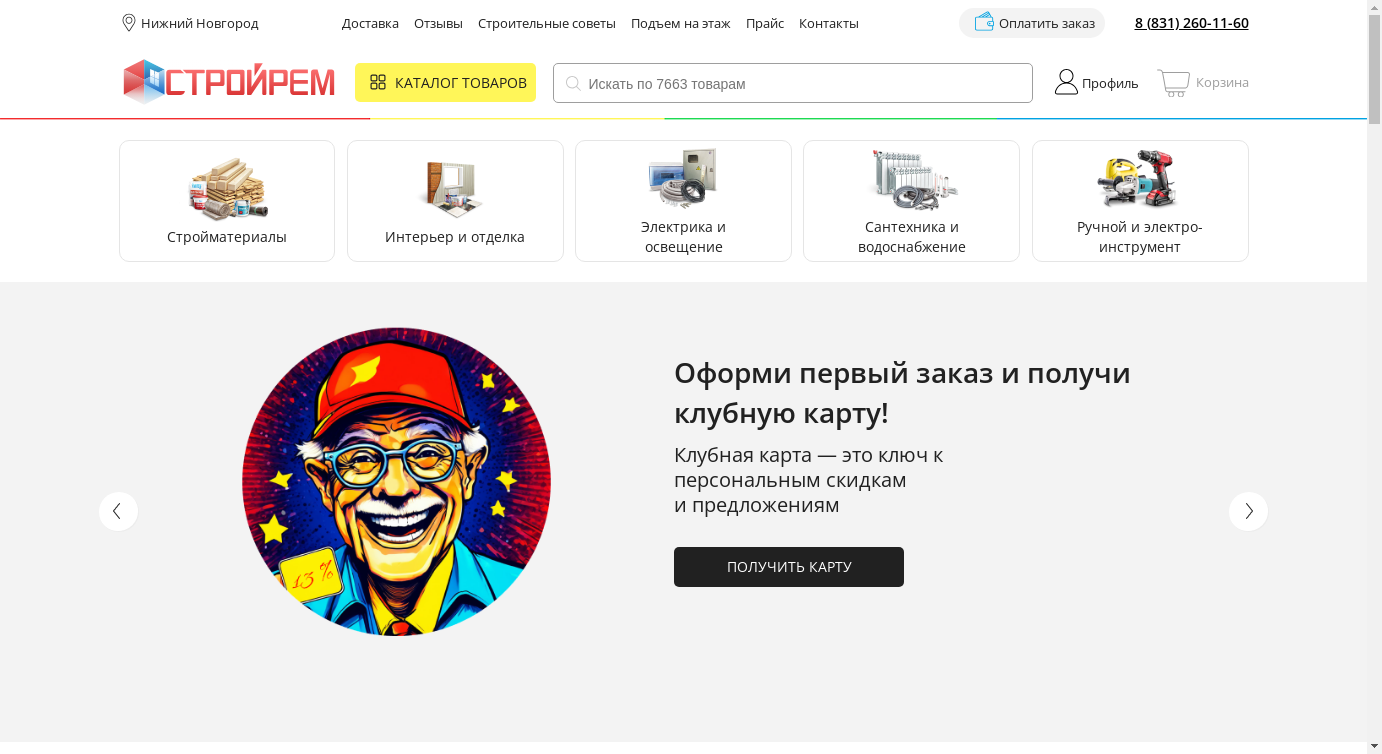 Нижний Новгород
Доставка Отзывы Строительные советы Подъем на этаж Прайс Контакты
Оплатить заказ
8 (831) 260-11-60
СТРОЙРЕМ
КАТАЛОГ ТОВАРОВ
Искать по 7663 товарам
Профиль
Корзина
Стройматериалы
Интерьер и отделка
Электрика и
освещение
Сантехника и
водоснабжение
Ручной и электро-
инструмент
Оформи первый заказ и получи
клубную карту!
Клубная карта — это ключ к
персональным скидкам
и предложениям
ПОЛУЧИТЬ КАРТУ
13%